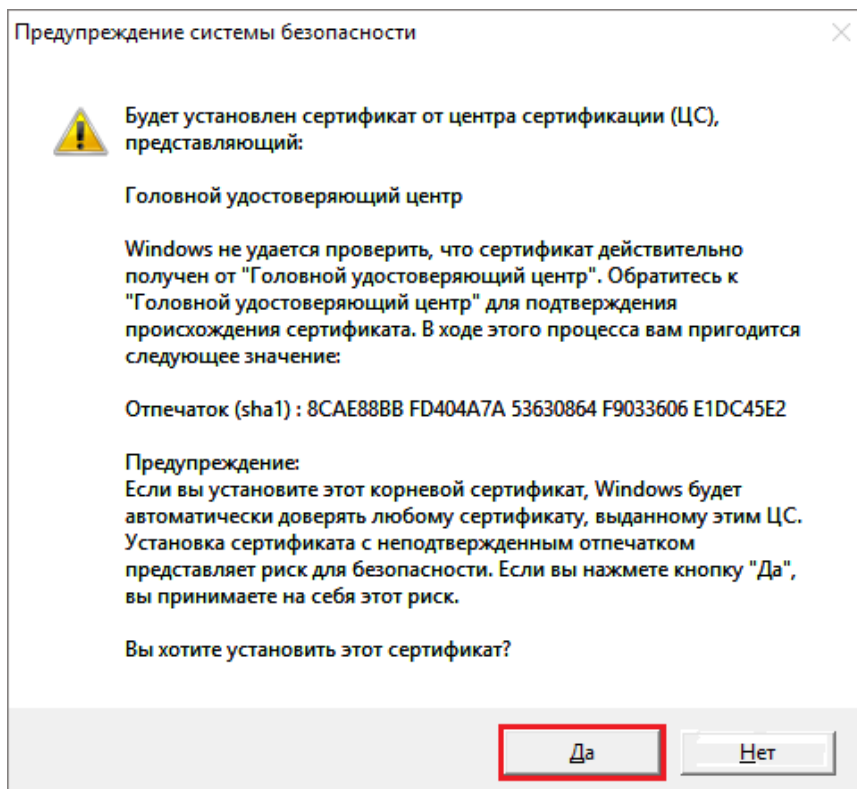 Предупреждение системы безопасности
Будет установлен сертификат от центра сертификации (ЦС),
представляющий:
Головной удостоверяющий центр
Windows не удается проверить, что сертификат действительно
получен от "Головной удостоверяющий центр". Обратитесь к
"Головной удостоверяющий центр" для подтверждения
происхождения сертификата. В ходе этого процесса вам пригодится
следующее значение:
Отпечаток (sha1) : 8CAE88BB FD404A7A 53630864 F9033606 E1DC45E2
Предупреждение:
Если вы установите этот корневой сертификат, Windows будет
автоматически доверять любому сертификату, выданному этим ЦС.
Установка сертификата с неподтвержденным отпечатком
представляет риск для безопасности. Если вы нажмете кнопку "Да",
вы принимаете на себя этот риск.
Вы хотите установить этот сертификат?
Да
Нет